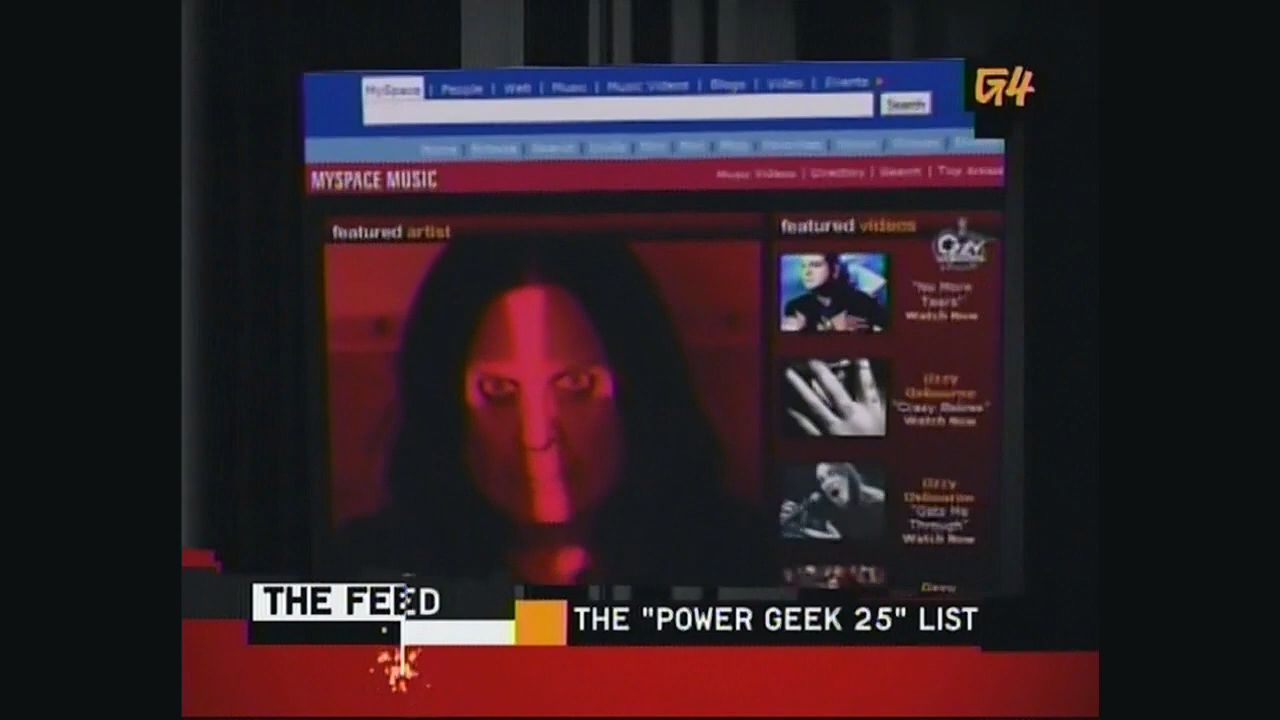 G4
MySpace | People | Web | Music | Music Videos | Blogs | Video | Events
Search
MYSPACE MUSIC
Music Videos | Directory | Search | Top Artists
featured artist
featured videos
Ozzy
"No More
Tears"
Watch Now
Ozzy
Osbourne
Watch Now
Ozzy
Osbourne
"Gets Me
Through"
Watch Now
THE FEED
THE "POWER GEEK 25" LIST